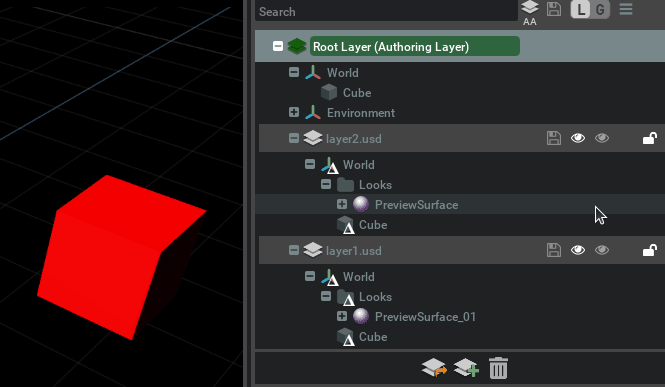 Search
AA
L G
Root Layer (Authoring Layer)
World
Cube
Environment
layer2.usd
World
Looks
PreviewSurface
Cube
layer1.usd
World
Looks
PreviewSurface_01
Cube